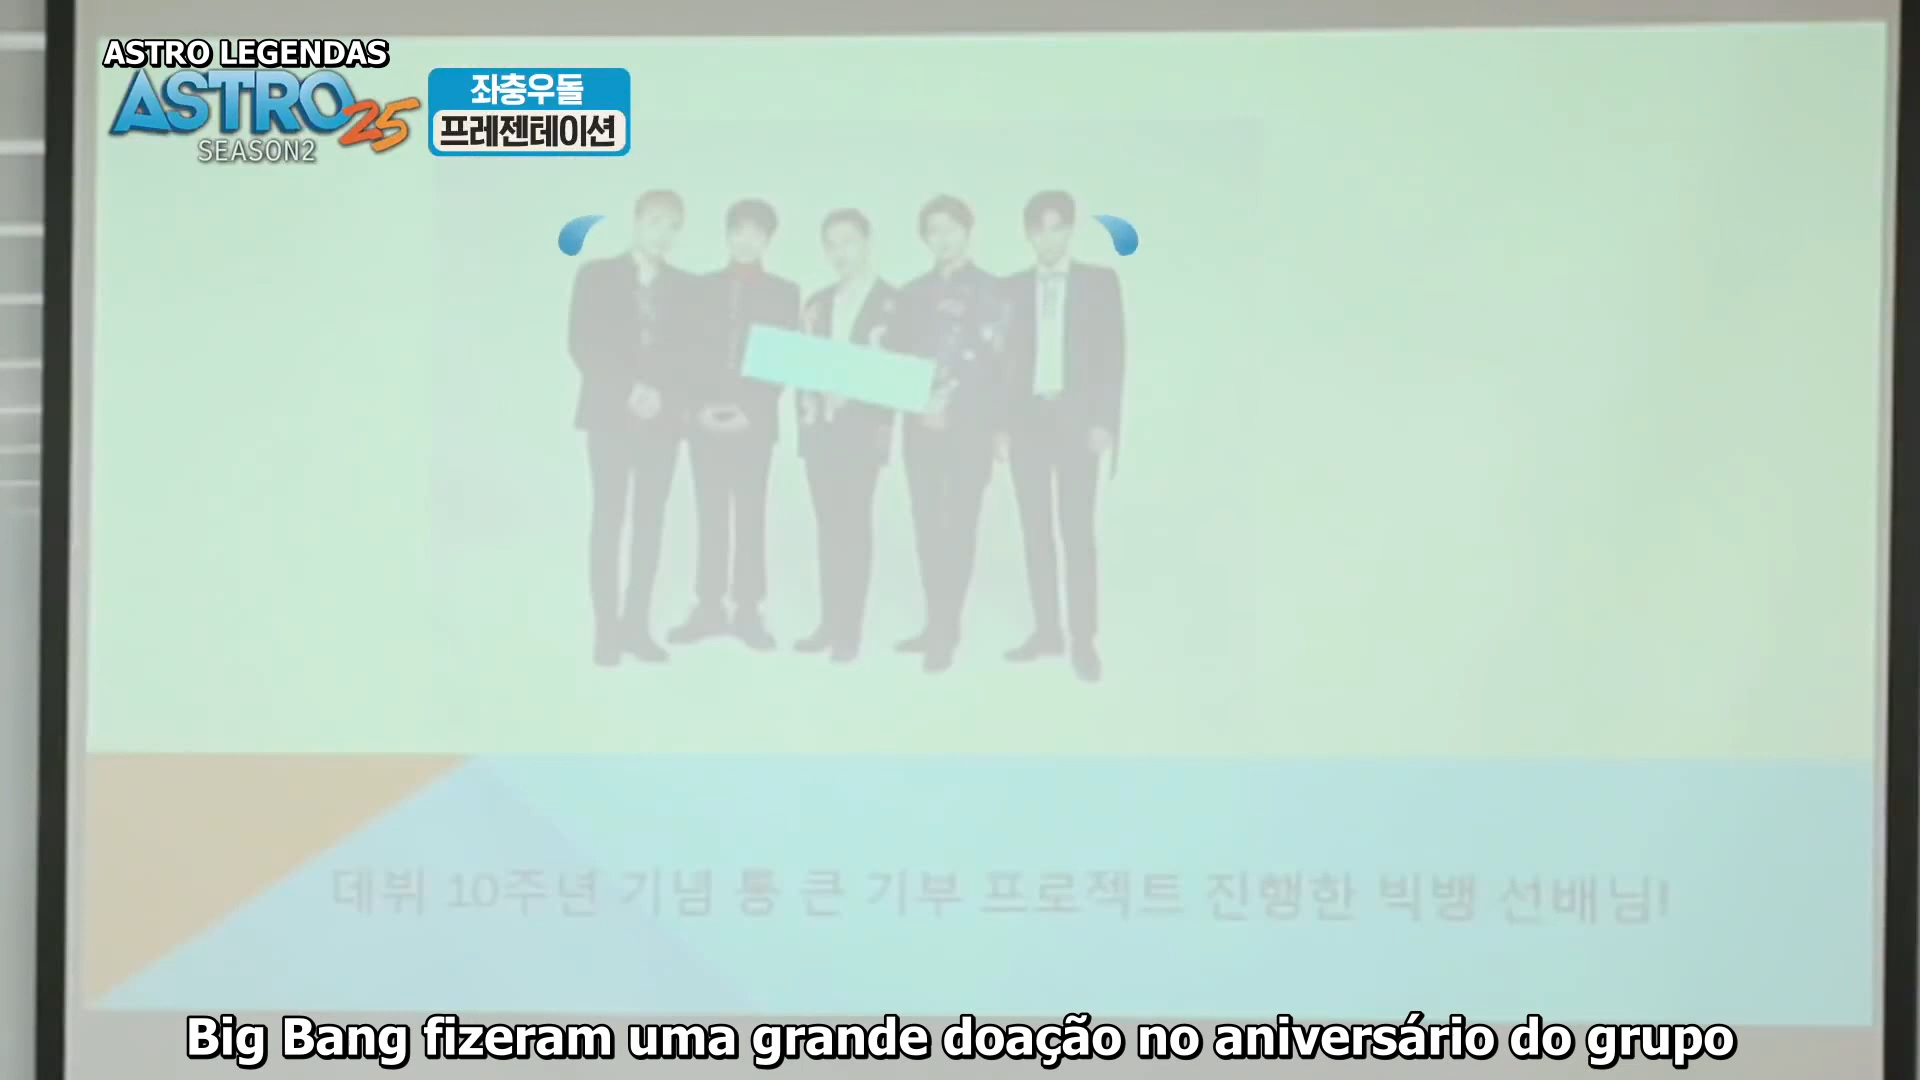 ASTRO LEGENDAS
ASTRO 25
SEASON2
좌충우돌
프레젠테이션
데뷔 10주년 기념 통 큰 기부 프로젝트 진행한 빅뱅 선배님!
Big Bang fizeram uma grande doação no aniversário do grupo